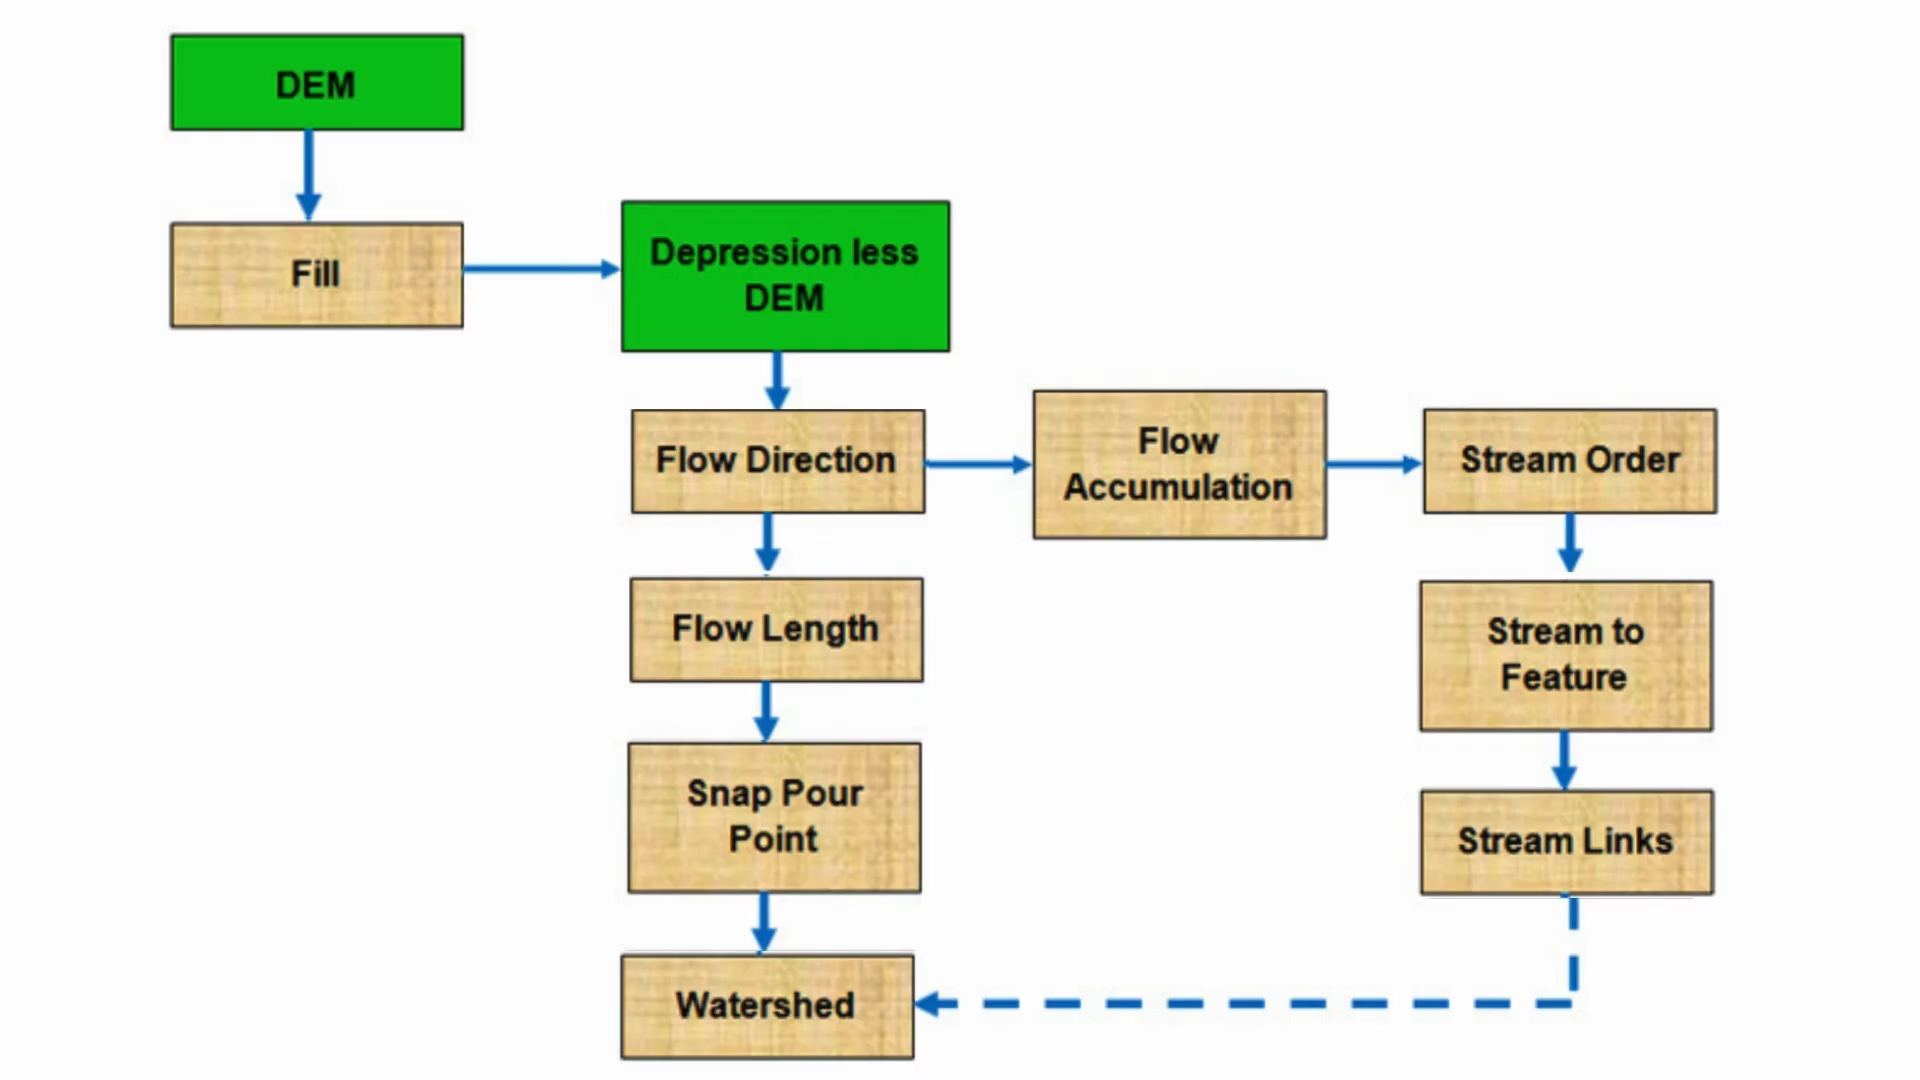 DEM
Fill
Depression less
DEM
Flow Direction
Flow
Accumulation
Stream Order
Flow Length
Stream to
Feature
Snap Pour
Point
Stream Links
Watershed